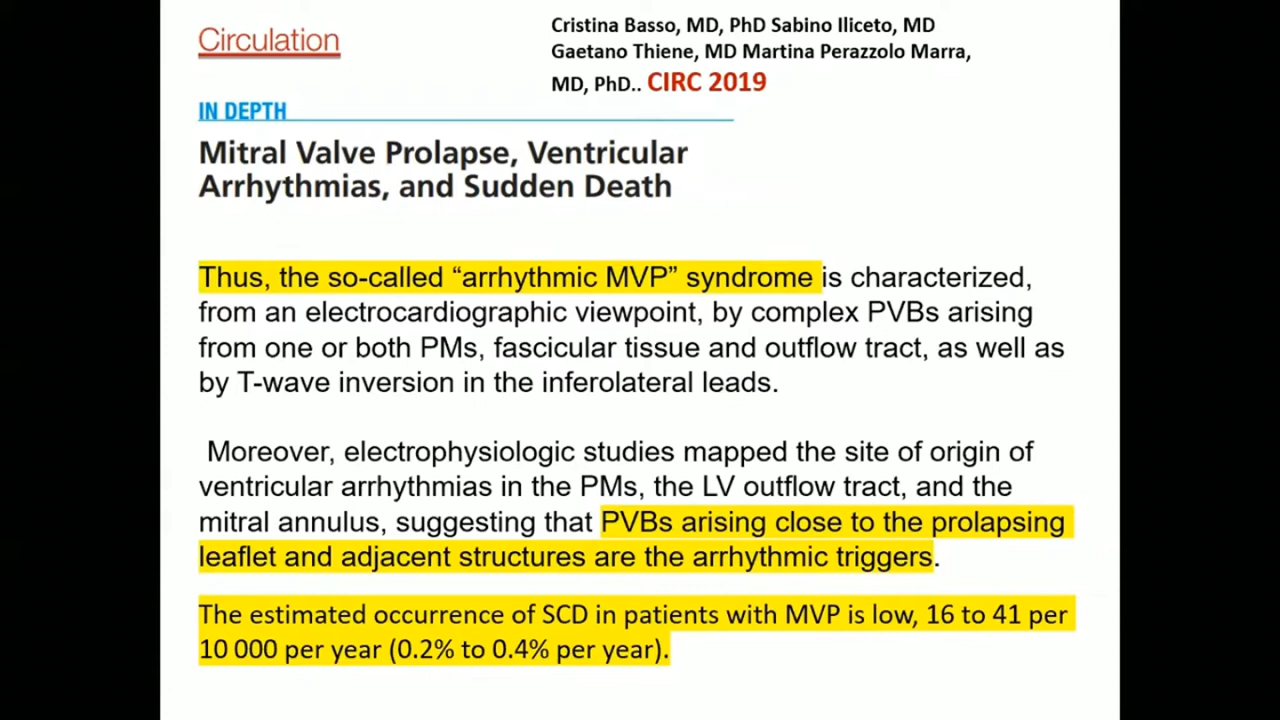 Circulation
Cristina Basso, MD, PhD Sabino Iliceto, MD
Gaetano Thiene, MD Martina Perazzolo Marra,
MD, PhD.. CIRC 2019
IN DEPTH
Mitral Valve Prolapse, Ventricular
Arrhythmias, and Sudden Death
Thus, the so-called “arrhythmic MVP” syndrome is characterized,
from an electrocardiographic viewpoint, by complex PVBs arising
from one or both PMs, fascicular tissue and outflow tract, as well as
by T-wave inversion in the inferolateral leads.
Moreover, electrophysiologic studies mapped the site of origin of
ventricular arrhythmias in the PMs, the LV outflow tract, and the
mitral annulus, suggesting that PVBs arising close to the prolapsing
leaflet and adjacent structures are the arrhythmic triggers.
The estimated occurrence of SCD in patients with MVP is low, 16 to 41 per
10 000 per year (0.2% to 0.4% per year).